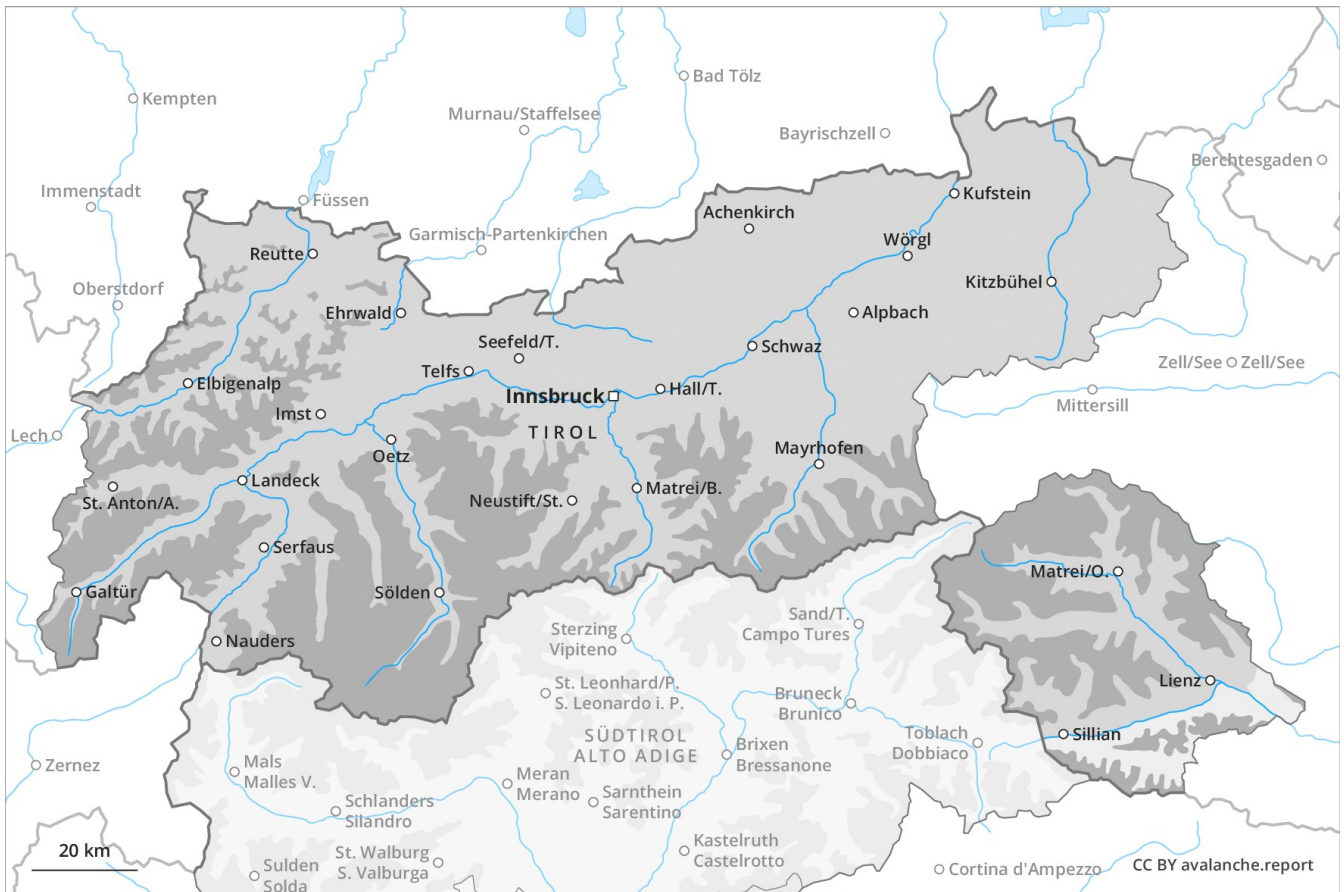 Kempten
Bad Tölz
Murnau/Staffelsee
Bayrischzell
Berchtesgaden
Immenstadt
Füssen
Kufstein
Achenkirch
Garmisch-Partenkirchen
Wörgl
Reutte
Oberstdorf
Kitzbühel
Ehrwald
Alpbach
Seefeld/T.
Schwaz
Zell/See
Zell/See
Telfs
Elbigenalp
Hall/T.
Innsbruck
Mittersill
Imst
TIROL
Lech
Oetz
Mayrhofen
Landeck
Matrei/B.
St. Anton/A.
Neustift/St.
Serfaus
Matrei/O.
Galtür
Sölden
Nauders
Sterzing
Vipiteno
Sand/T.
Campo Tures
Lienz
St. Leonhard/P.
S. Leonardo i. P.
Bruneck
Brunico
SÜDTIROL
ALTO ADIGE
Toblach
Dobbiaco
Sillian
Brixen
Bressanone
Zernez
Mals
Malles V.
Meran
Merano
Sarnthein
Sarentino
Schlanders
Silandro
20 km
St. Walburg
S. Valburga
Kastelruth
Castelrotto
Sulden
Solda
Cortina d'Ampezzo
CC BY avalanche.report